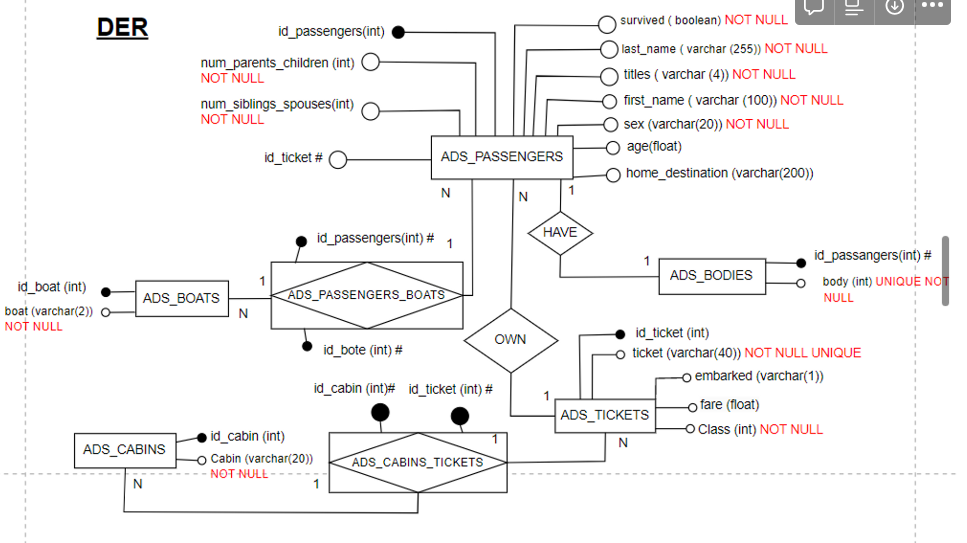 DER
id_passengers(int)
num_parents_children (int)
NOT NULL
num_siblings_spouses(int)
NOT NULL
id_ticket #
survived ( boolean) NOT NULL
last_name ( varchar (255)) NOT NULL
titles ( varchar (4)) NOT NULL
first_name ( varchar (100)) NOT NULL
sex (varchar(20)) NOT NULL
age(float)
home_destination (varchar(200))
ADS_PASSENGERS
N
N
1
HAVE
id_passengers(int) #
1
1
id_passangers(int) #
ADS_BODIES
body (int) UNIQUE NOT
NULL
id_boat (int)
boat (varchar(2))
NOT NULL
ADS_BOATS
1
N
ADS_PASSENGERS_BOATS
id_bote (int) #
OWN
id_ticket (int)
ticket (varchar(40)) NOT NULL UNIQUE
embarked (varchar(1))
fare (float)
Class (int) NOT NULL
1
ADS_TICKETS
N
id_cabin (int)#
id_ticket (int) #
ADS_CABINS
id_cabin (int)
Cabin (varchar(20))
NOT NULL
N
1
1
ADS_CABINS_TICKETS